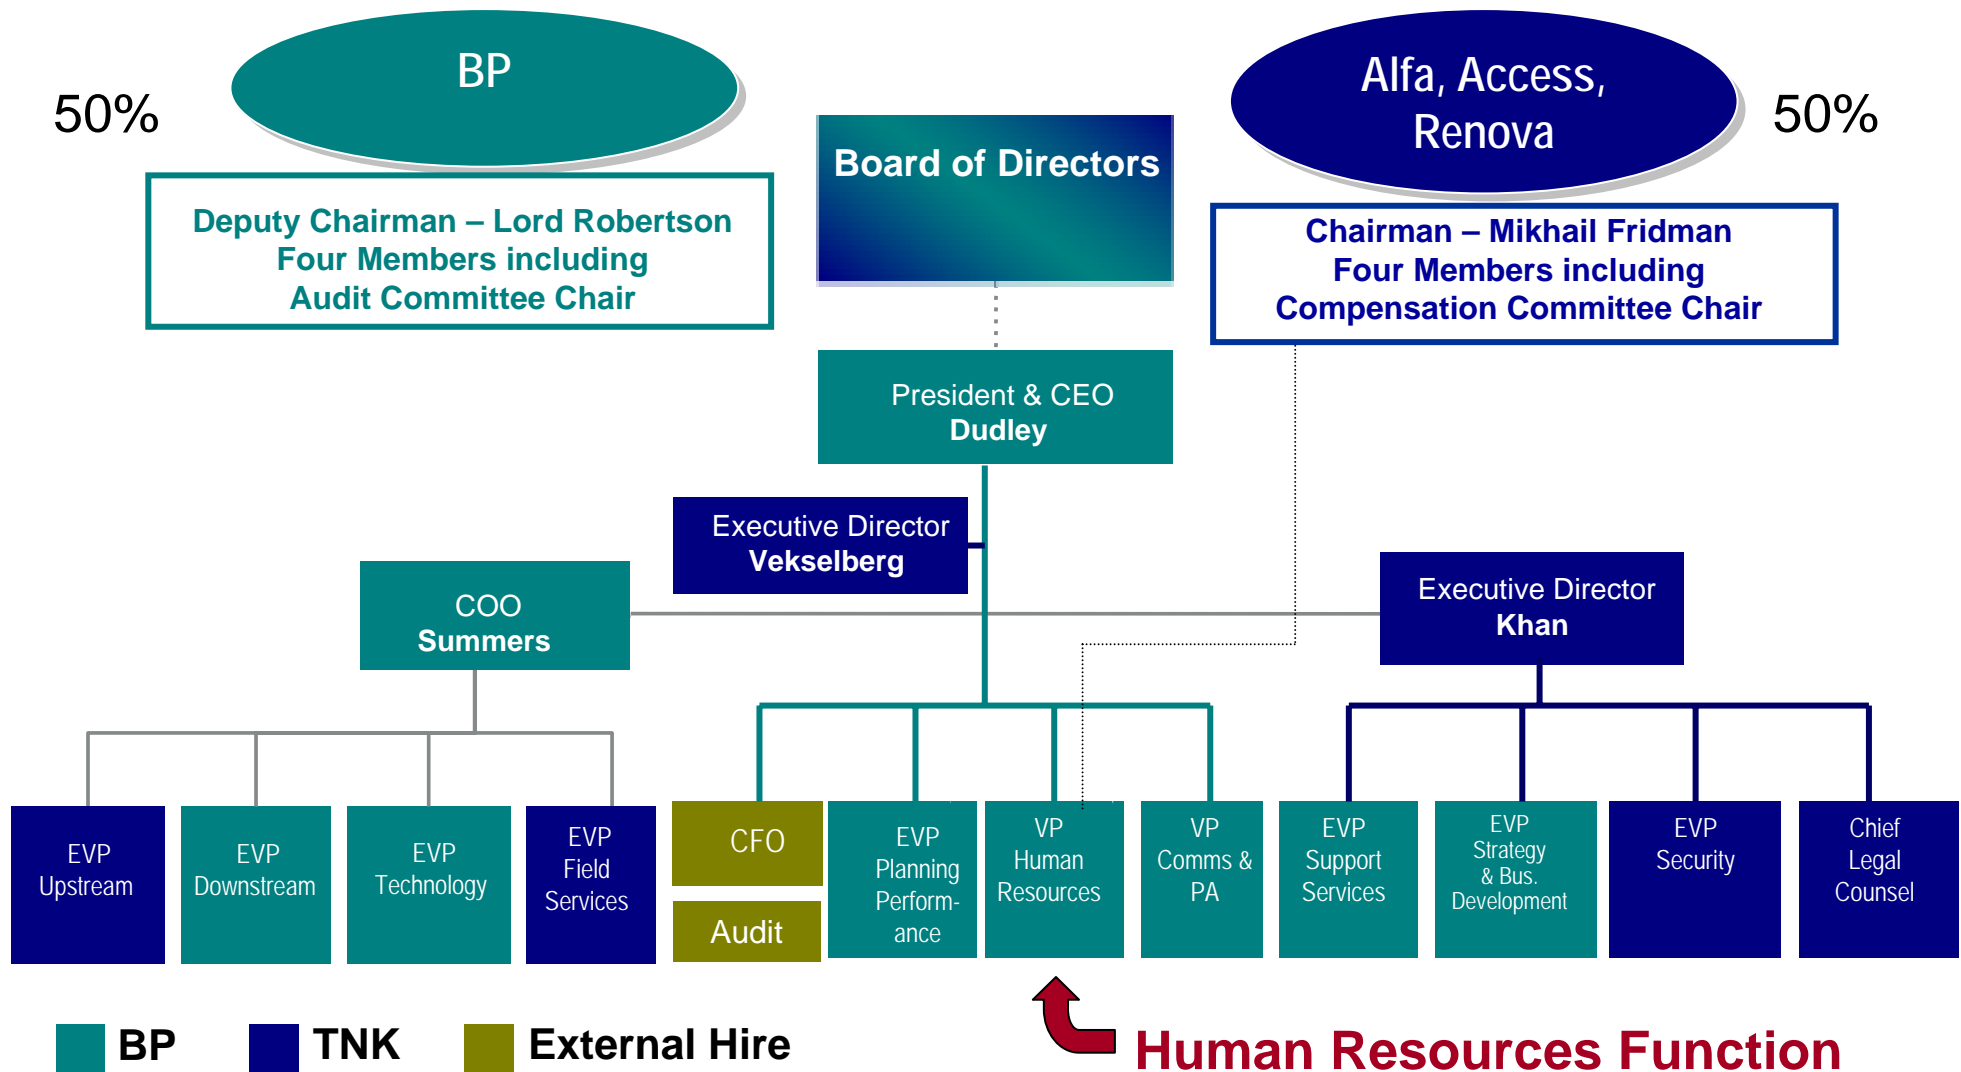 BP
50%
Alfa, Access,
Renova
50%
Board of Directors
Deputy Chairman – Lord Robertson
Four Members including
Audit Committee Chair
Chairman – Mikhail Fridman
Four Members including
Compensation Committee Chair
President & CEO
Dudley
Executive Director
Vekselberg
COO
Summers
Executive Director
Khan
EVP
Upstream
EVP
Downstream
EVP
Technology
EVP
Field
Services
CFO
Audit
EVP
Planning
Perform-
ance
VP
Human
Resources
VP
Comms &
PA
EVP
Support
Services
EVP
Strategy
& Bus.
Development
EVP
Security
Chief
Legal
Counsel
BP
TNK
External Hire
Human Resources Function